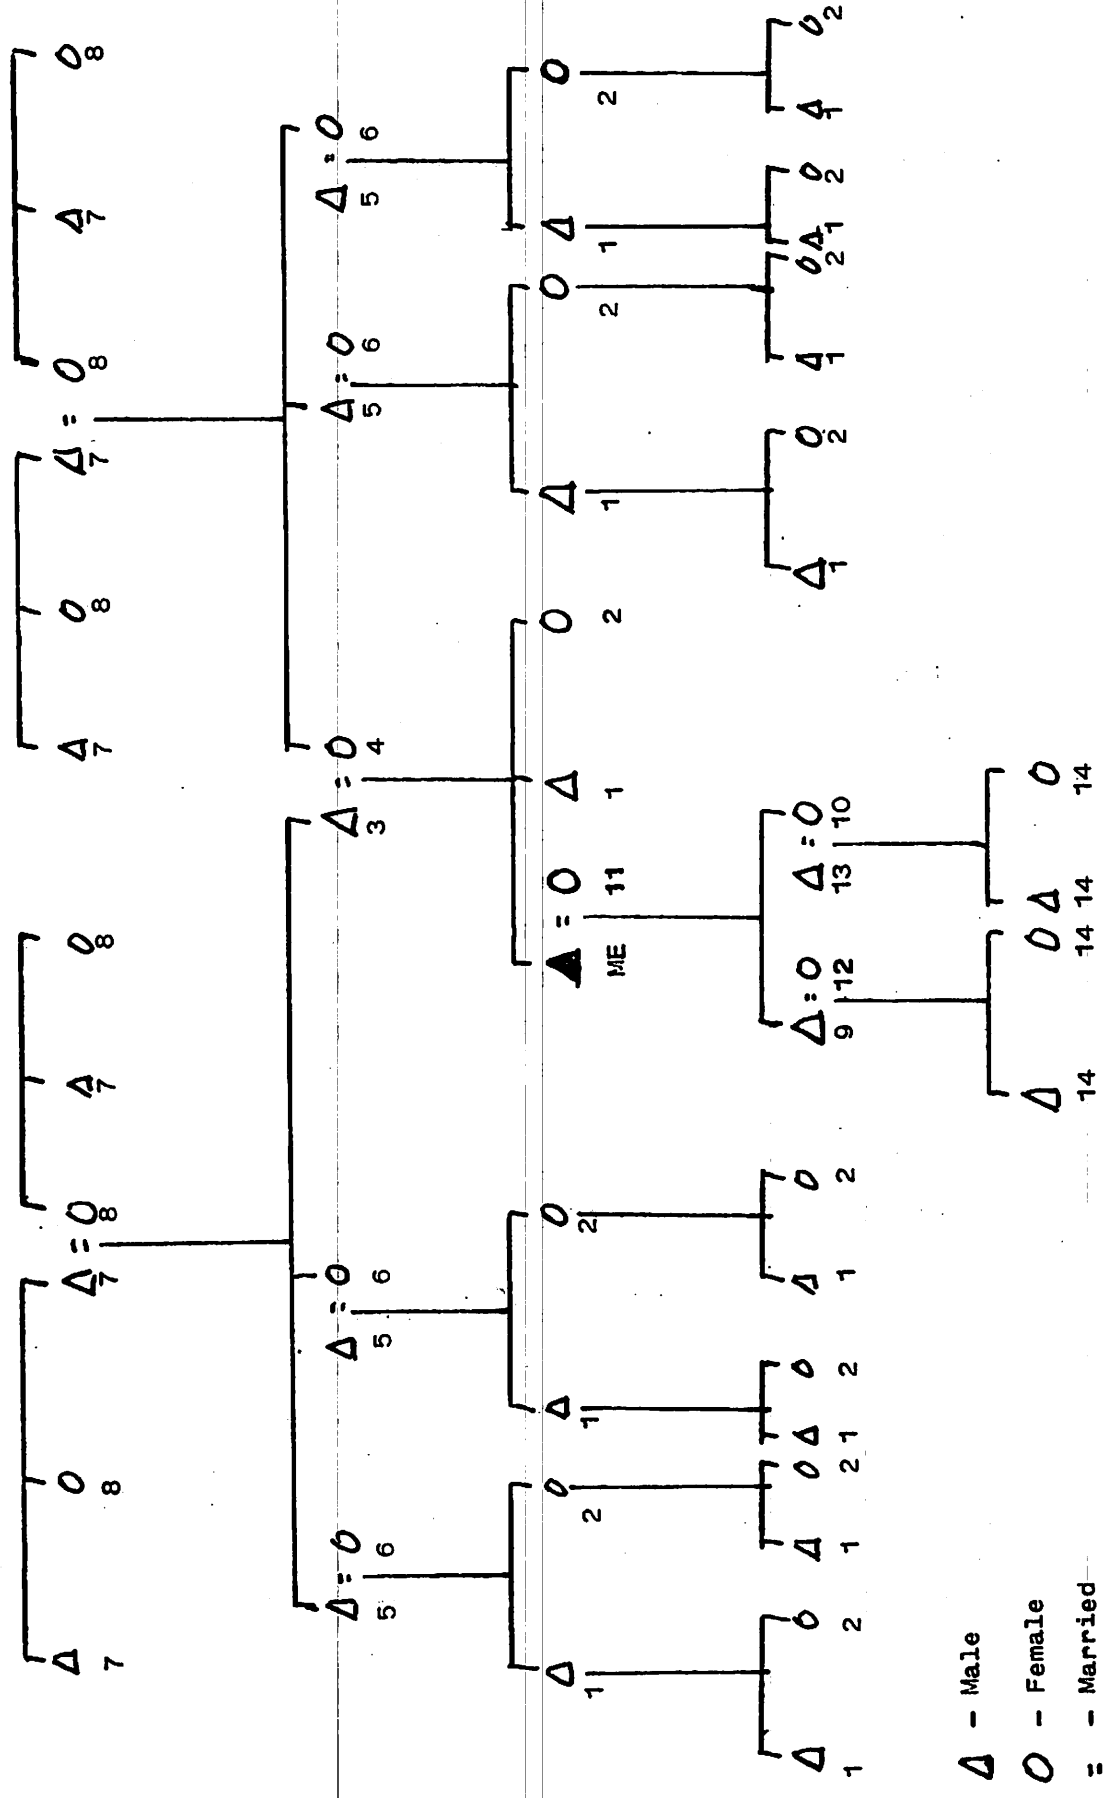 7 8 7 = 8 7 8 7 8 7 = 8 7 8
5 = 6 5 = 6 3 = 4 5 = 6 5 = 6
1 2 1 2 ME = 11 1 2 1 2 1 2
1 2 1 2 1 2 1 2 9 = 12 13 = 10 1 2 1 2 1 2 1 2
14 14 14 14
Δ - Male
O - Female
= - Married